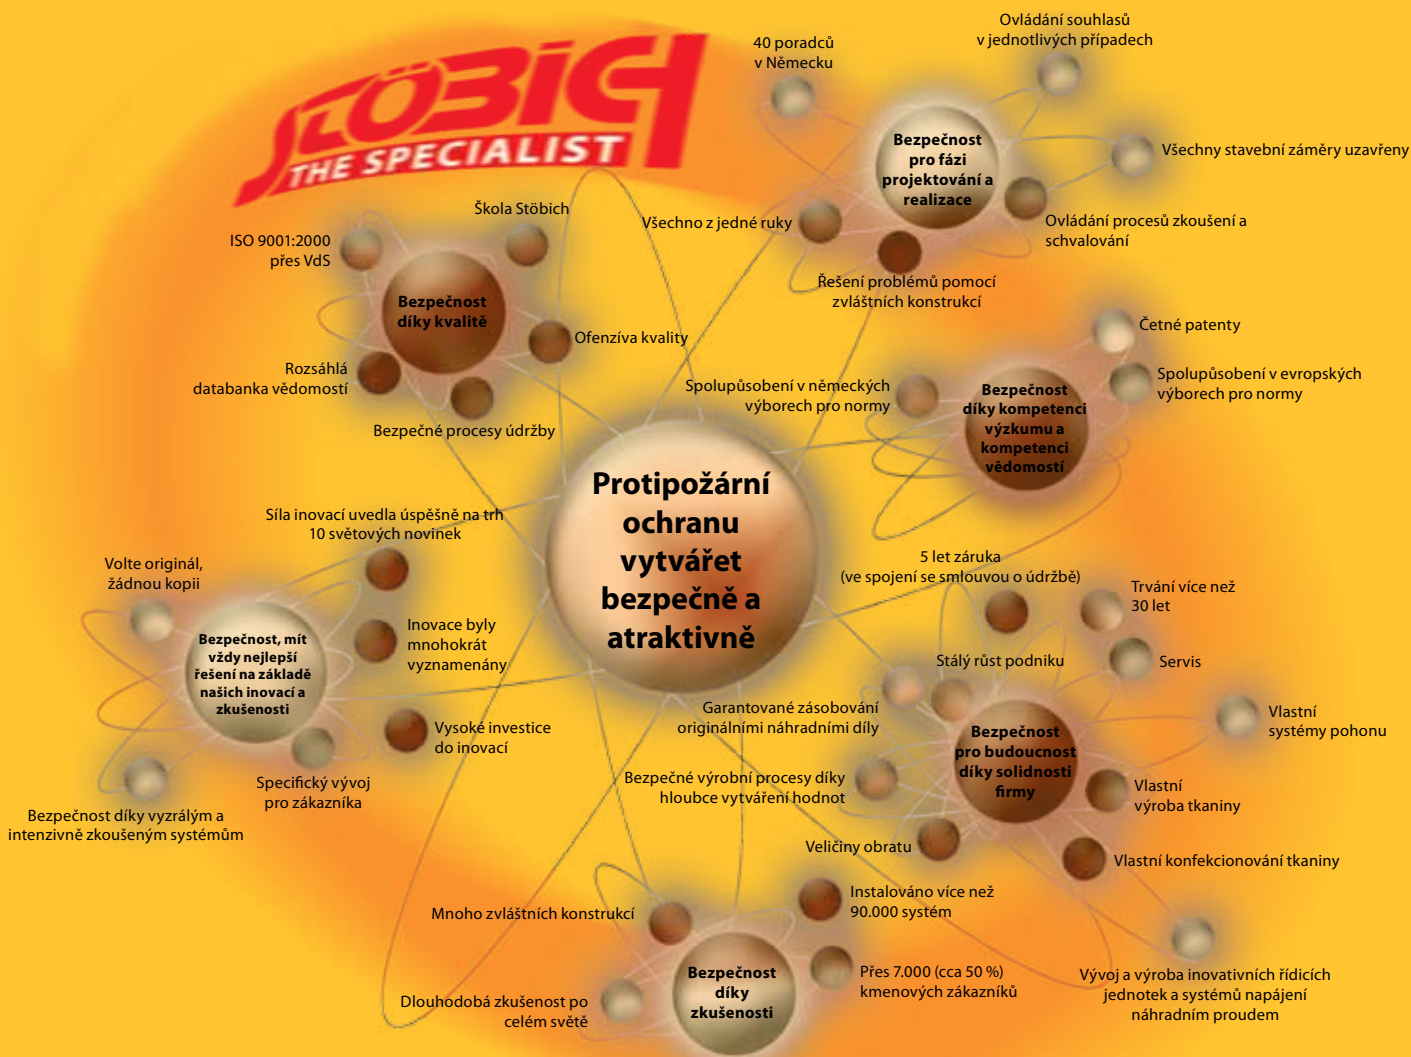 STÖBICH
THE SPECIALIST
40 poradců
v Německu
Ovládání souhlasů
v jednotlivých případech
Bezpečnost
pro fázi
projektování a
realizace
Všechny stavební záměry uzavřeny
Všechno z jedné ruky
Ovládání procesů zkoušení a
schvalování
Řešení problémů pomocí
zvláštních konstrukcí
Škola Stöbich
ISO 9001:2000
přes VdS
Bezpečnost
díky kvalitě
Ofenzíva kvality
Rozsáhlá
databanka vědomostí
Bezpečné procesy údržby
Četné patenty
Spolupůsobení v německých
výborech pro normy
Bezpečnost
díky kompetenci
výzkumu a
kompetenci
vědomostí
Spolupůsobení v evropských
výborech pro normy
Protipožární
ochranu
vytvářet
bezpečně a
atraktivně
Síla inovací uvedla úspěšně na trh
10 světových novinek
Volte originál,
žádnou kopii
Bezpečnost, mít
vždy nejlepší
řešení na základě
našich inovací a
zkušenosti
Inovace byly
mnohokrát
vyznamenány
Vysoké investice
do inovací
Specifický vývoj
pro zákazníka
Bezpečnost díky vyzrálým a
intenzivně zkoušeným systémům
5 let záruka
(ve spojení se smlouvou o údržbě)
Trvání více než
30 let
Stálý růst podniku
Servis
Garantované zásobování
originálními náhradními díly
Vlastní
systémy pohonu
Bezpečnost
pro budoucnost
díky solidnosti
firmy
Bezpečné výrobní procesy díky
hloubce vytváření hodnot
Vlastní
výroba tkaniny
Veličiny obratu
Vlastní konfekcionování tkaniny
Vývoj a výroba inovativních řídicích
jednotek a systémů napájení
náhradním proudem
Mnoho zvláštních konstrukcí
Instalováno více než
90.000 systém
Bezpečnost
díky
zkušenosti
Přes 7.000 (cca 50 %)
kmenových zákazníků
Dlouhodobá zkušenost po
celém světě